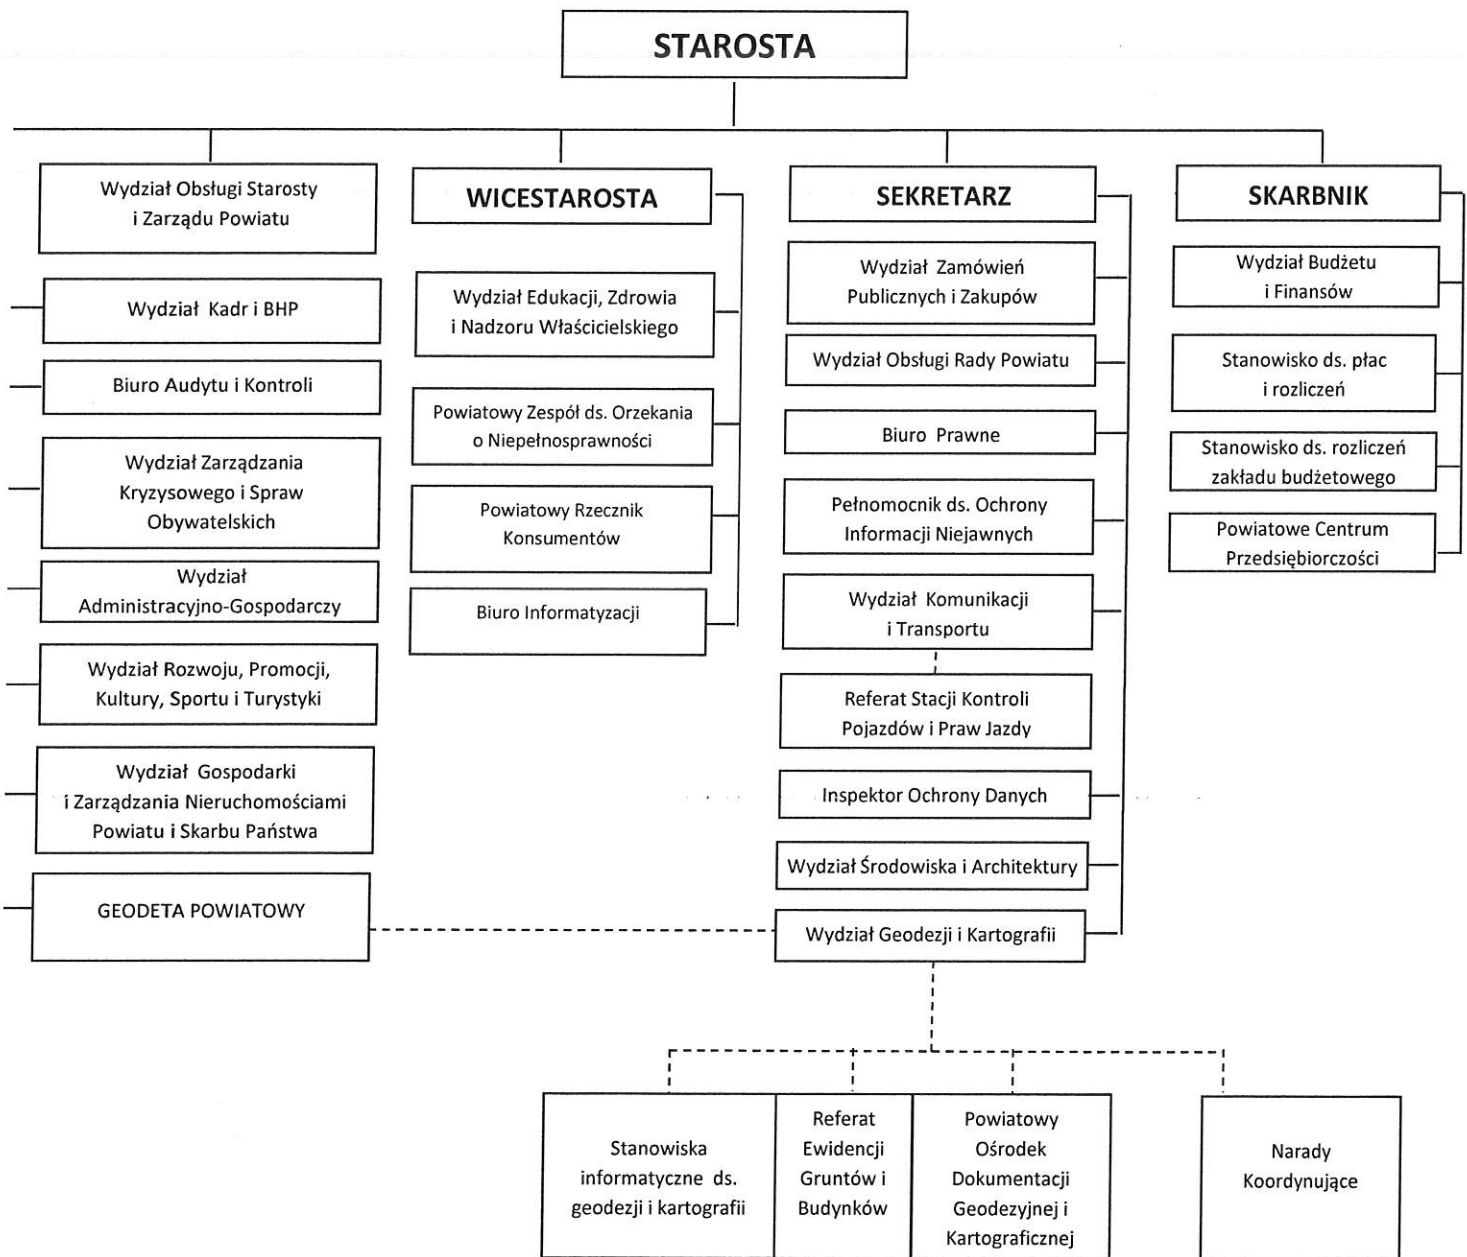 STAROSTA
Wydział Obsługi Starosty
i Zarządu Powiatu
Wydział Kadr i BHP
Biuro Audytu i Kontroli
Wydział Zarządzania
Kryzysowego i Spraw
Obywatelskich
Wydział
Administracyjno-Gospodarczy
Wydział Rozwoju, Promocji,
Kultury, Sportu i Turystyki
Wydział Gospodarki
i Zarządzania Nieruchomościami
Powiatu i Skarbu Państwa
GEODETA POWIATOWY
WICESTAROSTA
Wydział Edukacji, Zdrowia
i Nadzoru Właścicielskiego
Powiatowy Zespół ds. Orzekania
o Niepełnosprawności
Powiatowy Rzecznik
Konsumentów
Biuro Informatyzacji
SEKRETARZ
Wydział Zamówień
Publicznych i Zakupów
Wydział Obsługi Rady Powiatu
Biuro Prawne
Pełnomocnik ds. Ochrony
Informacji Niejawnych
Wydział Komunikacji
i Transportu
Referat Stacji Kontroli
Pojazdów i Praw Jazdy
Inspektor Ochrony Danych
Wydział Środowiska i Architektury
Wydział Geodezji i Kartografii
SKARBNIK
Wydział Budżetu
i Finansów
Stanowisko ds. płac
i rozliczeń
Stanowisko ds. rozliczeń
zakładu budżetowego
Powiatowe Centrum
Przedsiębiorczości
Stanowiska
informatyczne ds.
geodezji i kartografii
Referat
Ewidencji
Gruntów i
Budynków
Powiatowy
Ośrodek
Dokumentacji
Geodezyjnej i
Kartograficznej
Narady
Koordynujące